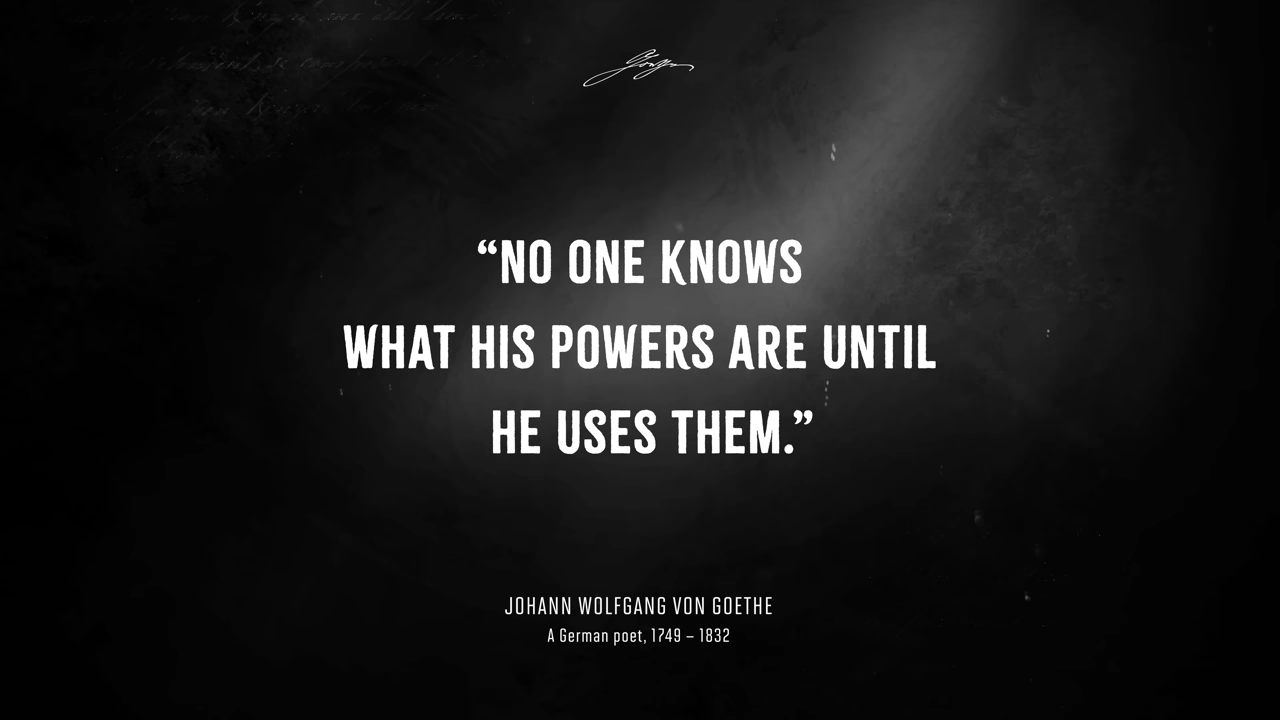 “NO ONE KNOWS
WHAT HIS POWERS ARE UNTIL
HE USES THEM.”
JOHANN WOLFGANG VON GOETHE
A German poet, 1749 – 1832